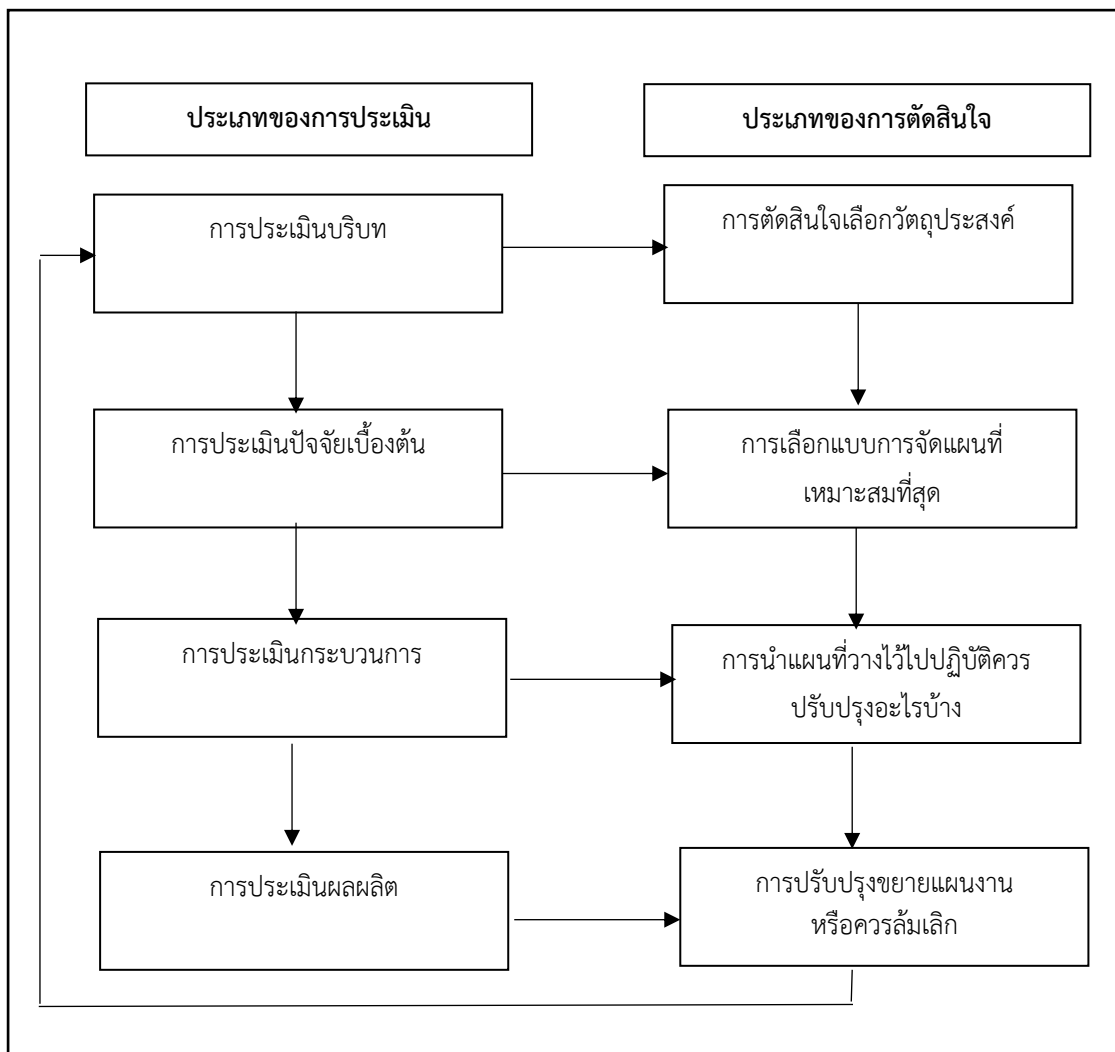 ประเภทของการประเมิน
ประเภทของการตัดสินใจ
การประเมินบริบท
การตัดสินใจเลือกวัตถุประสงค์
การประเมินปัจจัยเบื้องต้น
การเลือกแบบการจัดแผนที่
เหมาะสมที่สุด
การประเมินกระบวนการ
การนำแผนที่วางไว้ไปปฏิบัติควร
ปรับปรุงอะไรบ้าง
การประเมินผลผลิต
การปรับปรุงขยายแผนงาน
หรือควรล้มเลิก